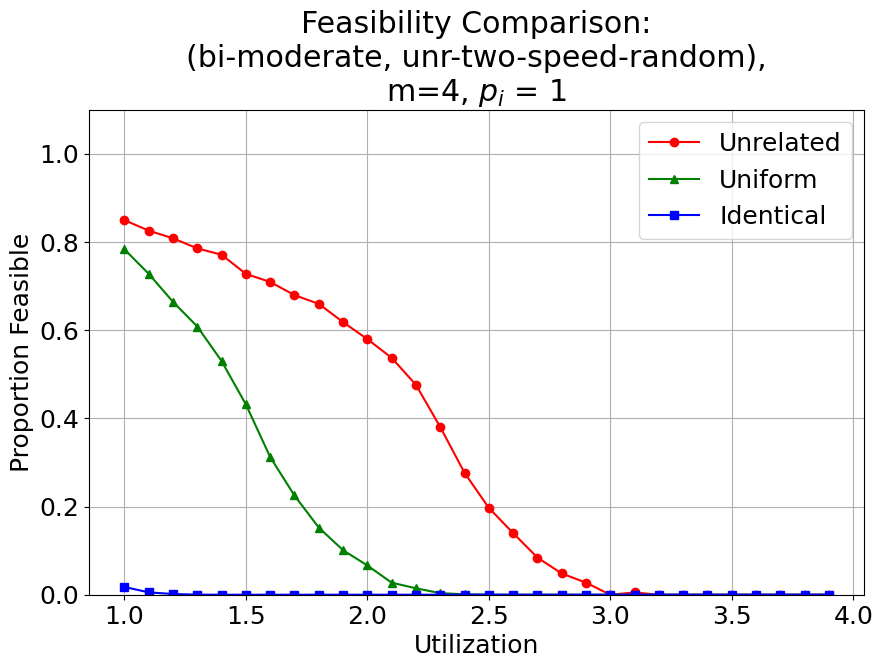 Feasibility Comparison:
(bi-moderate, unr-two-speed-random),
m=4, $p_i$ = 1
Unrelated
Uniform
Identical
Proportion Feasible
1.0
0.8
0.6
0.4
0.2
0.0
1.0 1.5 2.0 2.5 3.0 3.5 4.0
Utilization